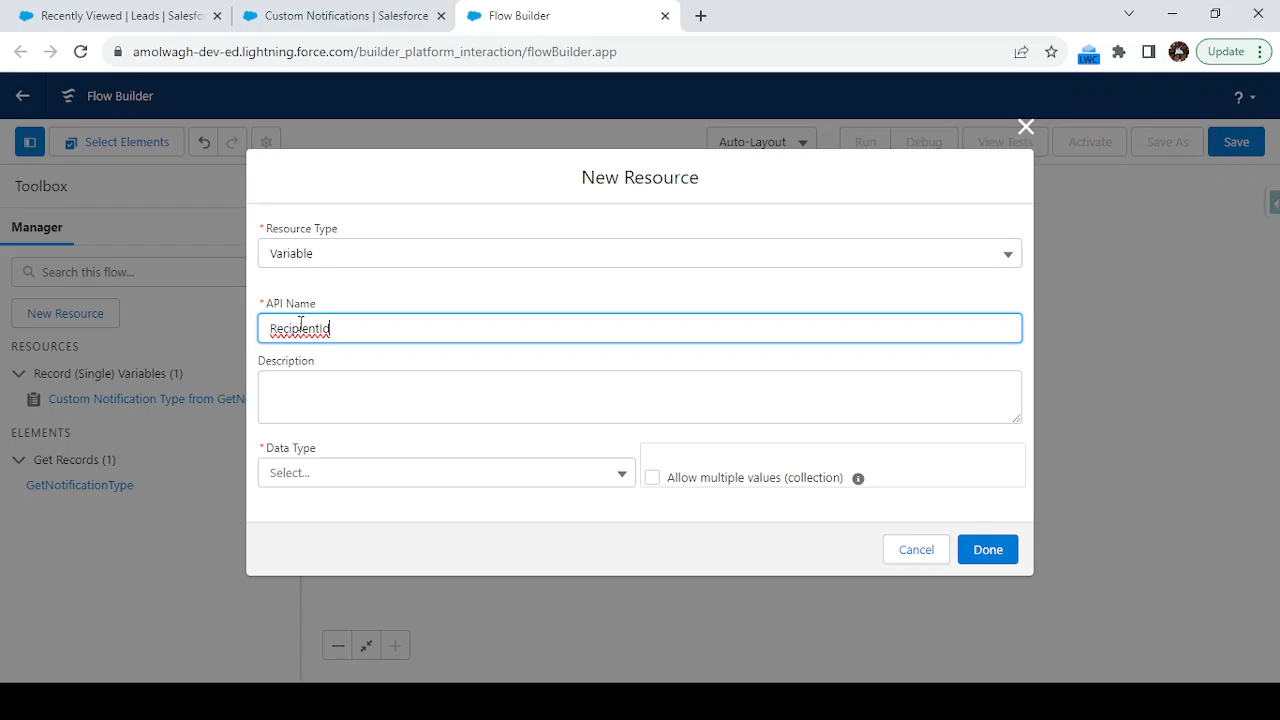 Recently Viewed | Leads | Salesfo
Custom Notifications | Salesforce
Flow Builder
amolwagh-dev-ed.lightning.force.com/builder_platform_interaction/flowBuilder.app
LWC
Update
Flow Builder
?
Select Elements
Auto-Layout
Run
Debug
View Tests
Activate
Save As
Save
Toolbox
New Resource
Manager
* Resource Type
Variable
Search this flow...
* API Name
New Resource
RecipientId
RESOURCES
Description
Record (Single) Variables (1)
Custom Notification Type from GetN
ELEMENTS
* Data Type
Get Records (1)
Select...
Allow multiple values (collection)
GetNotificationType
Cancel
Done